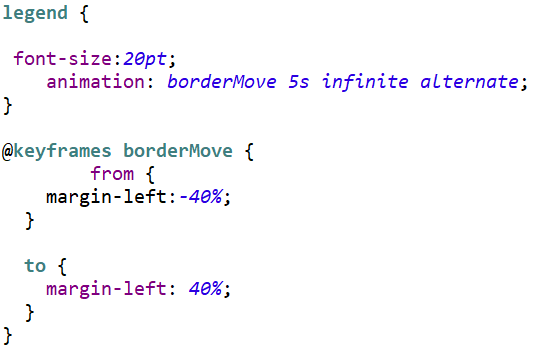 legend {
font-size:20pt;
animation: borderMove 5s infinite alternate;
}
@keyframes borderMove {
from {
margin-left:-40%;
}
to {
margin-left: 40%;
}
}